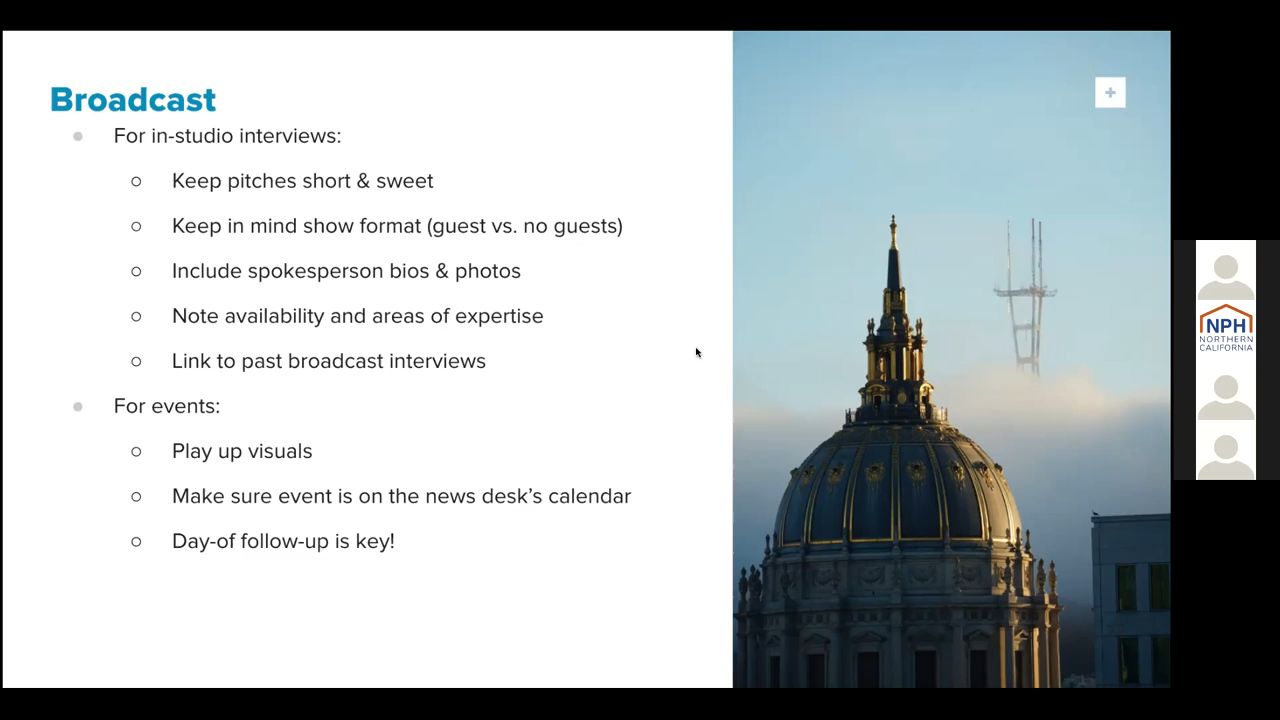 Broadcast
For in-studio interviews:
Keep pitches short & sweet
Keep in mind show format (guest vs. no guests)
Include spokesperson bios & photos
Note availability and areas of expertise
Link to past broadcast interviews
For events:
Play up visuals
Make sure event is on the news desk’s calendar
Day-of follow-up is key!
NPH
NORTHERN
CALIFORNIA